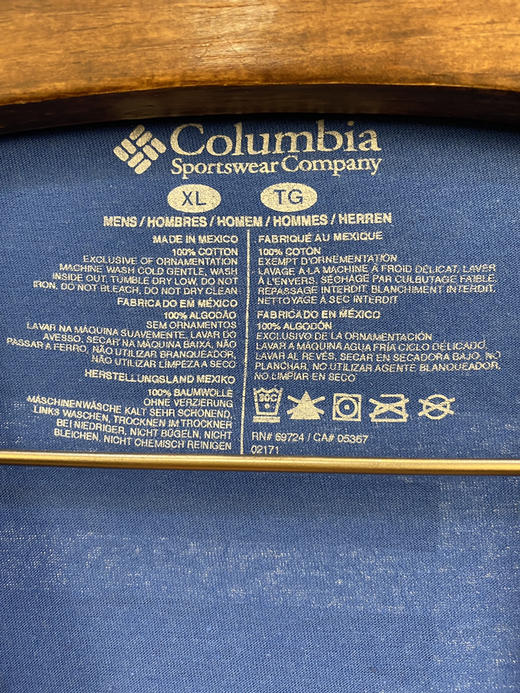 Columbia
Sportswear Company
XL TG
MENS / HOMBRES / HOMEM / HOMMES / HERREN
MADE IN MEXICO
100% COTTON
EXCLUSIVE OF ORNAMENTATION
MACHINE WASH COLD GENTLE, WASH
INSIDE OUT TUMBLE DRY LOW, DO NOT
IRON. DO NOT BLEACH, DO NOT DRY CLEAN
FABRICADO EM MÉXICO
100% ALGODÃO
SEM ORNAMENTOS
LAVAR NA MÁQUINA SUAVEMENTE. LAVAR DO
AVESSO, SECAR NA MÁQUINA BAIXA, NÃO
PASSAR A FERRO, NÃO UTILIZAR BRANQUEADOR,
NÃO UTILIZAR LIMPEZA A SECO
HERSTELLUNGSLAND MEXIKO
100% BAUMWOLLE
OHNE VERZIERUNG
MÄSCHINENWÄSCHE KALT SEHR SCHONEND,
LINKS WASCHEN, TROCKNEN IM TROCKNER
BEI NIEDRIGER, NICHT BÜGELN, NICHT
BLEICHEN, NICHT CHEMISCH REINIGEN
FABRIQUÉ AU MEXIQUE
100% COTON
EXEMPT D'ORNÉMENTATION
LAVAGE À LA MACHINE À FROID DÉLICAT, LAVER
À L'ENVERS, SÉCHAGE PAR CULBUTAGE FAIBLE,
REPASSAGE INTERDIT, BLANCHIMENT INTERDIT,
NETTOYAGE À SEC INTERDIT
FABRICADO EN MÉXICO
100% ALGODÓN
EXCLUSIVO DE LA ORNAMENTACIÓN
LAVAR A MÁQUINA AGUA FRÍA CICLO DELICADO,
LAVAR AL REVÉS, SECAR EN SECADORA BAJO, NO
PLANCHAR, NO UTILIZAR AGENTE BLANQUEADOR,
NO LIMPIAR EN SECO
30C
RN# 69724 / CA# 05367
02171